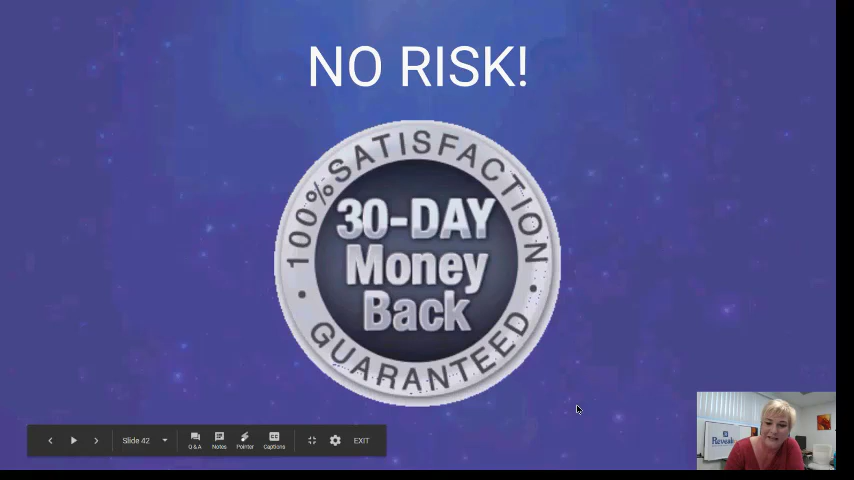 NO RISK!
100% SATISFACTION
30-DAY
Money
Back
GUARANTEED
Slide 42
Q & A
Notes
Pointer
Captions
EXIT